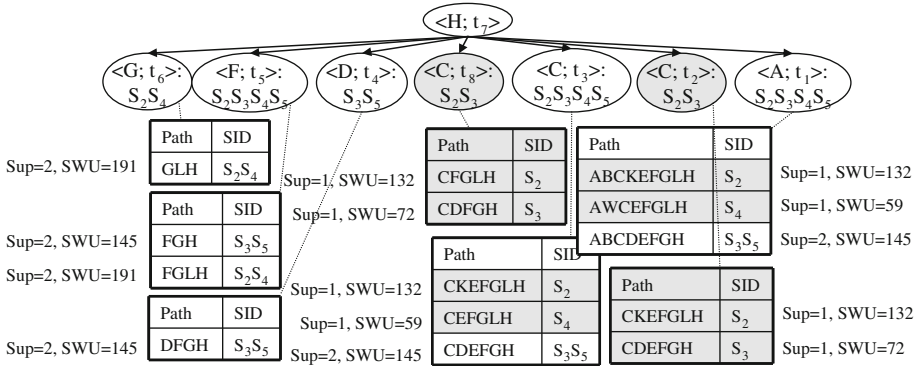 <H; t7>
<G; t6>: <F; t5>: <D; t4>: <C; t8>: <C; t3>: <C; t2>: <A; t1>:
S2S4 S2S3S4S5 S3S5 S2S3 S2S3S4S5 S2S3 S2S3S4S5
Path SID
Sup=2, SWU=191 GLH S2S4
Path SID
Sup=2, SWU=145 FGH S3S5
Sup=2, SWU=191 FGLH S2S4
Path SID
Sup=2, SWU=145 DFGH S3S5
Path SID
Sup=1, SWU=132 CFGLH S2
Sup=1, SWU=72 CDFGH S3
Path SID
Sup=1, SWU=132 CKEFGLH S2
Sup=1, SWU=59 CEFGLH S4
Sup=2, SWU=145 CDEFGH S3S5
Path SID
ABCKEFGLH S2 Sup=1, SWU=132
AWCEFGLH S4 Sup=1, SWU=59
ABCDEFGH S3S5 Sup=2, SWU=145
Path SID
CKEFGLH S2 Sup=1, SWU=132
CDEFGH S3 Sup=1, SWU=72